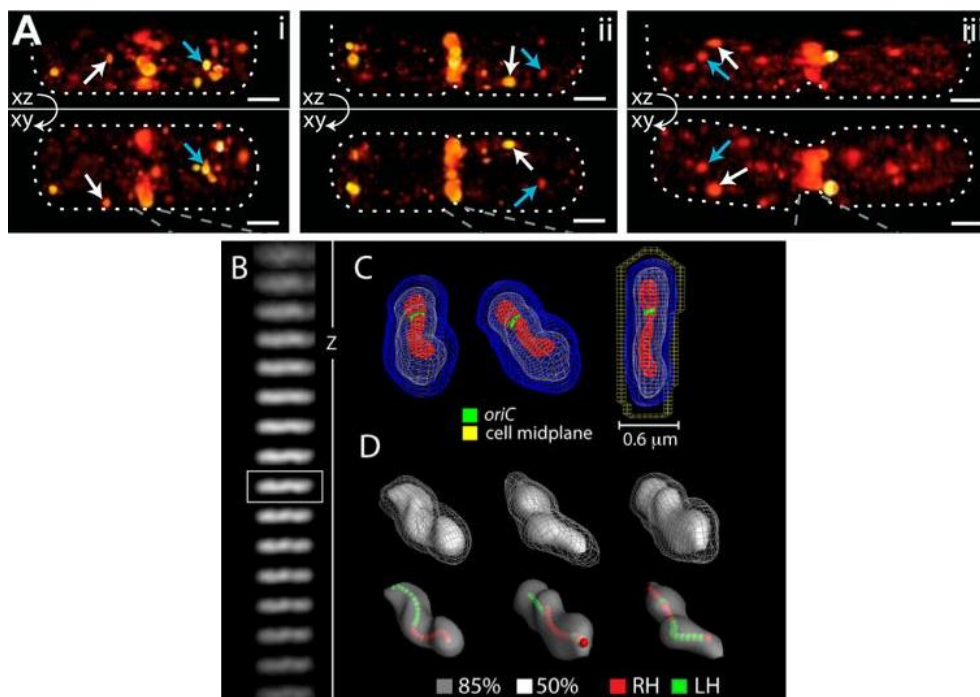 A
i
ii
iii
xz
xy
xz
xy
xz
xy
B
Z
C
oriC
cell midplane
0.6 μm
D
85%
50%
RH
LH